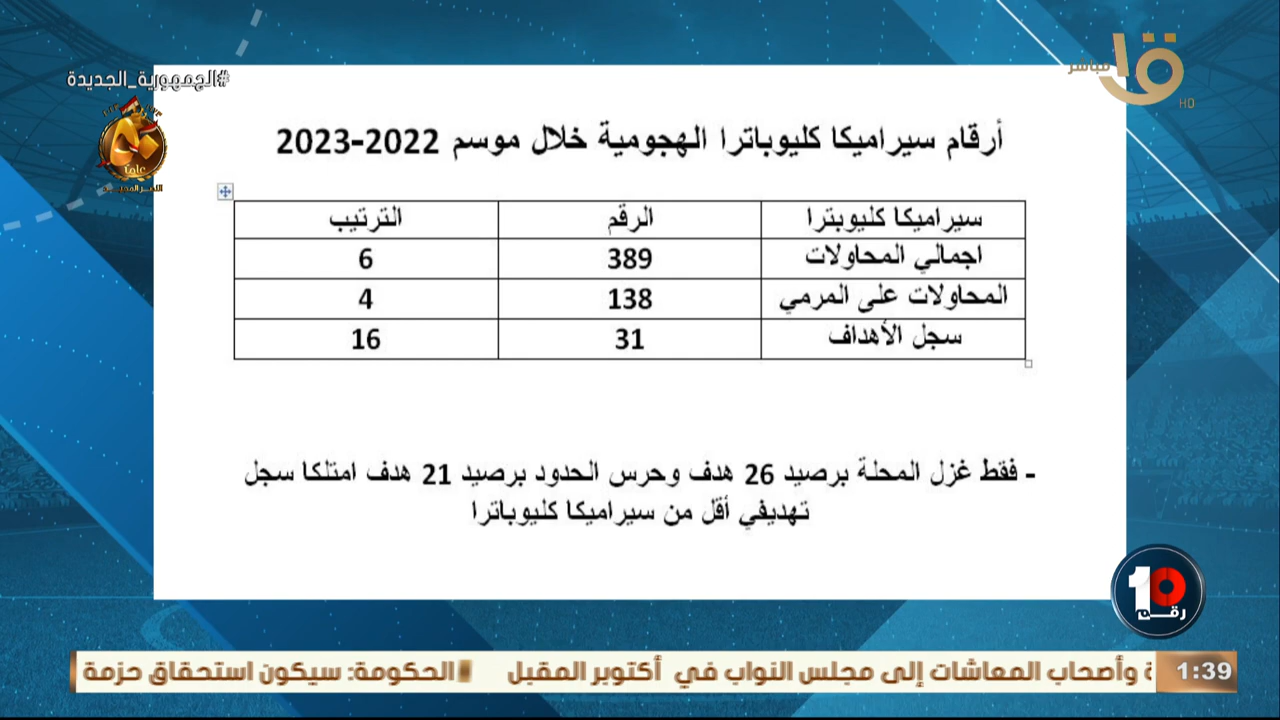 #الجمهورية_الجديدة
مباشر
HD
عاماً
أرقام سيراميكا كليوباترا الهجومية خلال موسم 2022-2023
سيراميكا كليوبترا الرقم الترتيب
اجمالي المحاولات 389 6
المحاولات على المرمي 138 4
سجل الأهداف 31 16
- فقط غزل المحلة برصيد 26 هدف وحرس الحدود برصيد 21 هدف امتلكا سجل
تهديفي أقل من سيراميكا كليوباترا
10
رقم
1:39 وأصحاب المعاشات إلى مجلس النواب في أكتوبر المقبل الحكومة: سيكون استحقاق حزمة